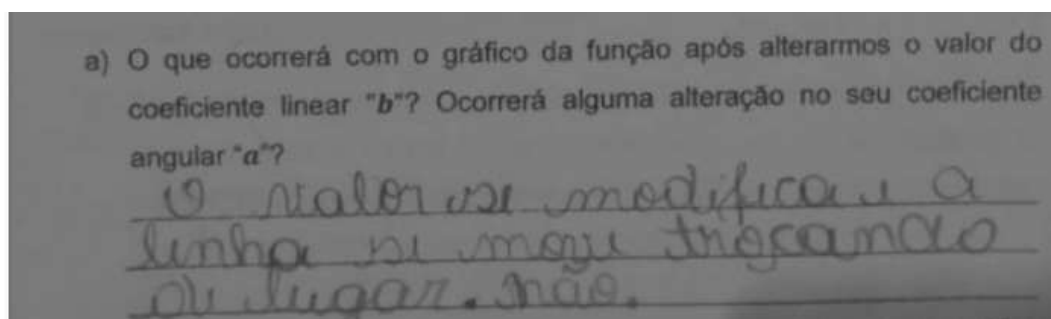 a) O que ocorrerá com o gráfico da função após alterarmos o valor do
coeficiente linear "b"? Ocorrerá alguma alteração no seu coeficiente
angular "a"?
O valor se modifica e a
linha se move trocando
de lugar. não.